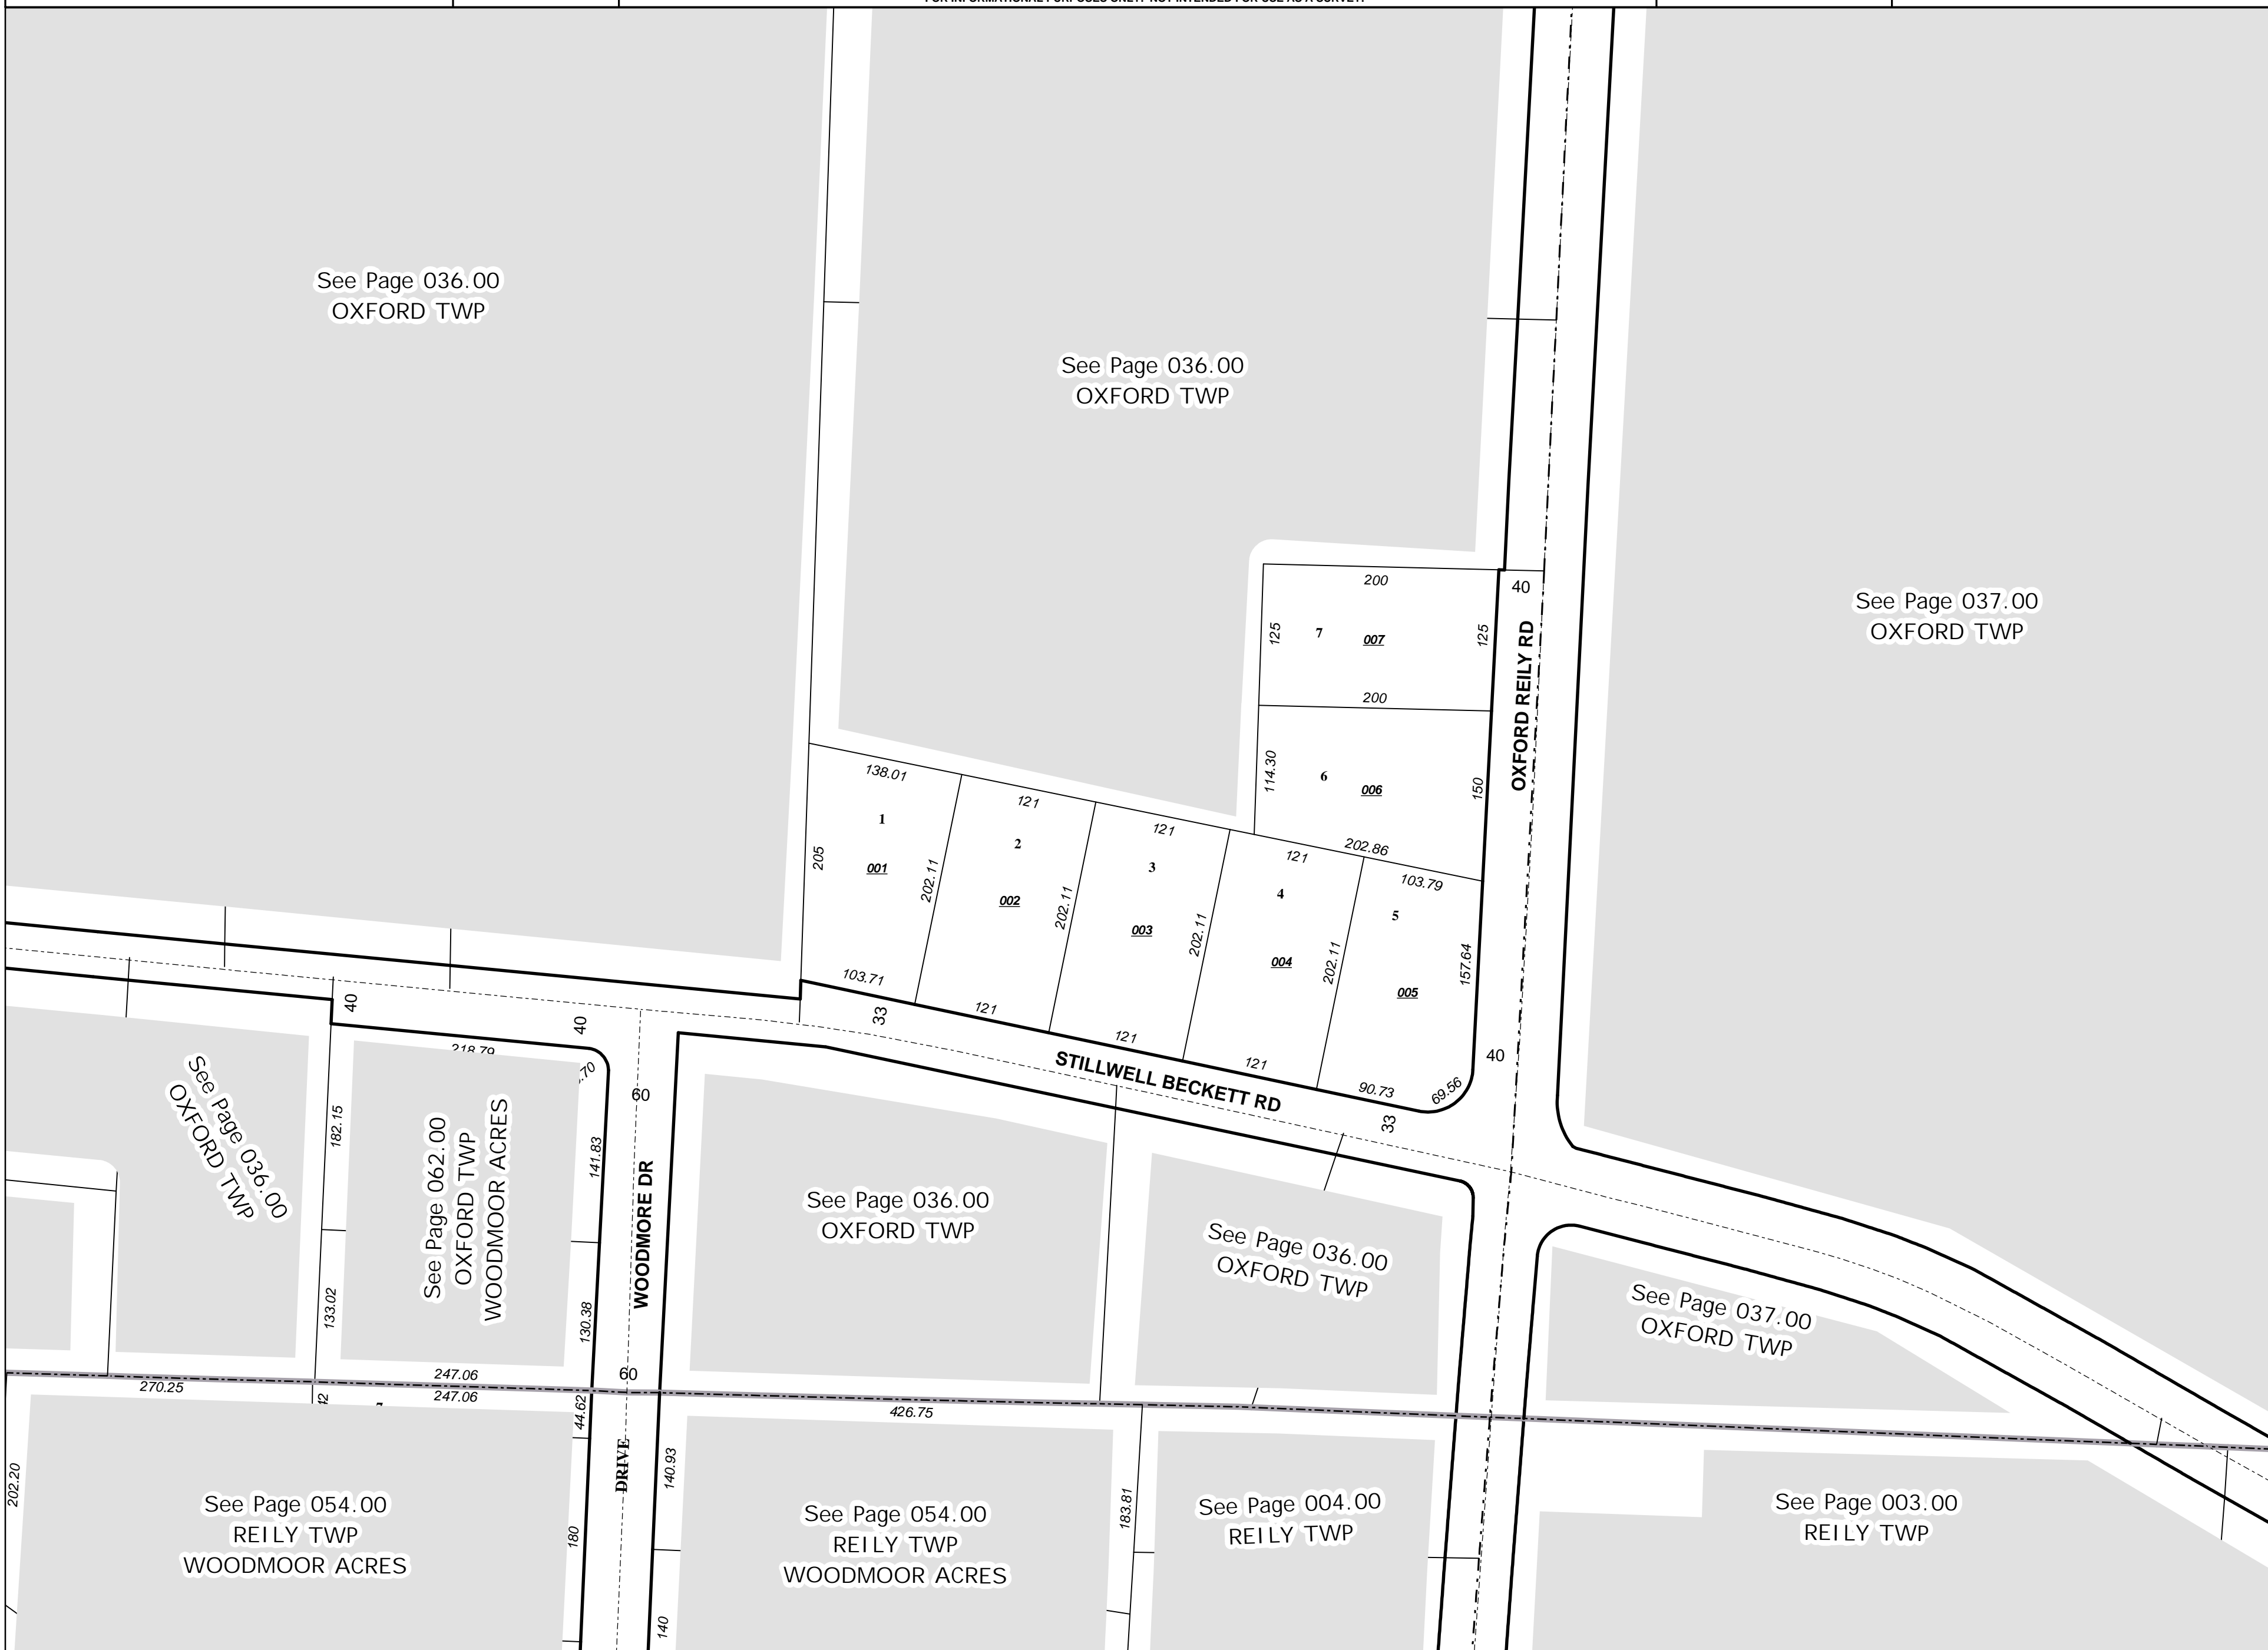 See Page 036.00
OXFORD TWP
See Page 036.00
OXFORD TWP
See Page 037.00
OXFORD TWP
200
40
125
7
007
125
OXFORD REILY RD
200
114.30
6
006
150
202.86
138.01
121
121
121
103.79
1
2
3
4
5
205
001
202.11
002
202.11
003
202.11
004
202.11
005
157.64
103.71
33
121
121
121
90.73
69.56
40
33
STILLWELL BECKETT RD
40
40
218.79
.70
60
See Page 036.00
OXFORD TWP
182.15
133.02
See Page 062.00
OXFORD TWP
WOODMOOR ACRES
141.83
130.38
WOODMORE DR
See Page 036.00
OXFORD TWP
See Page 036.00
OXFORD TWP
See Page 037.00
OXFORD TWP
247.06
60
270.25
247.06
42
44.62
426.75
202.20
See Page 054.00
REILY TWP
WOODMOOR ACRES
180
DRIVE
140.93
140
See Page 054.00
REILY TWP
WOODMOOR ACRES
183.81
See Page 004.00
REILY TWP
See Page 003.00
REILY TWP